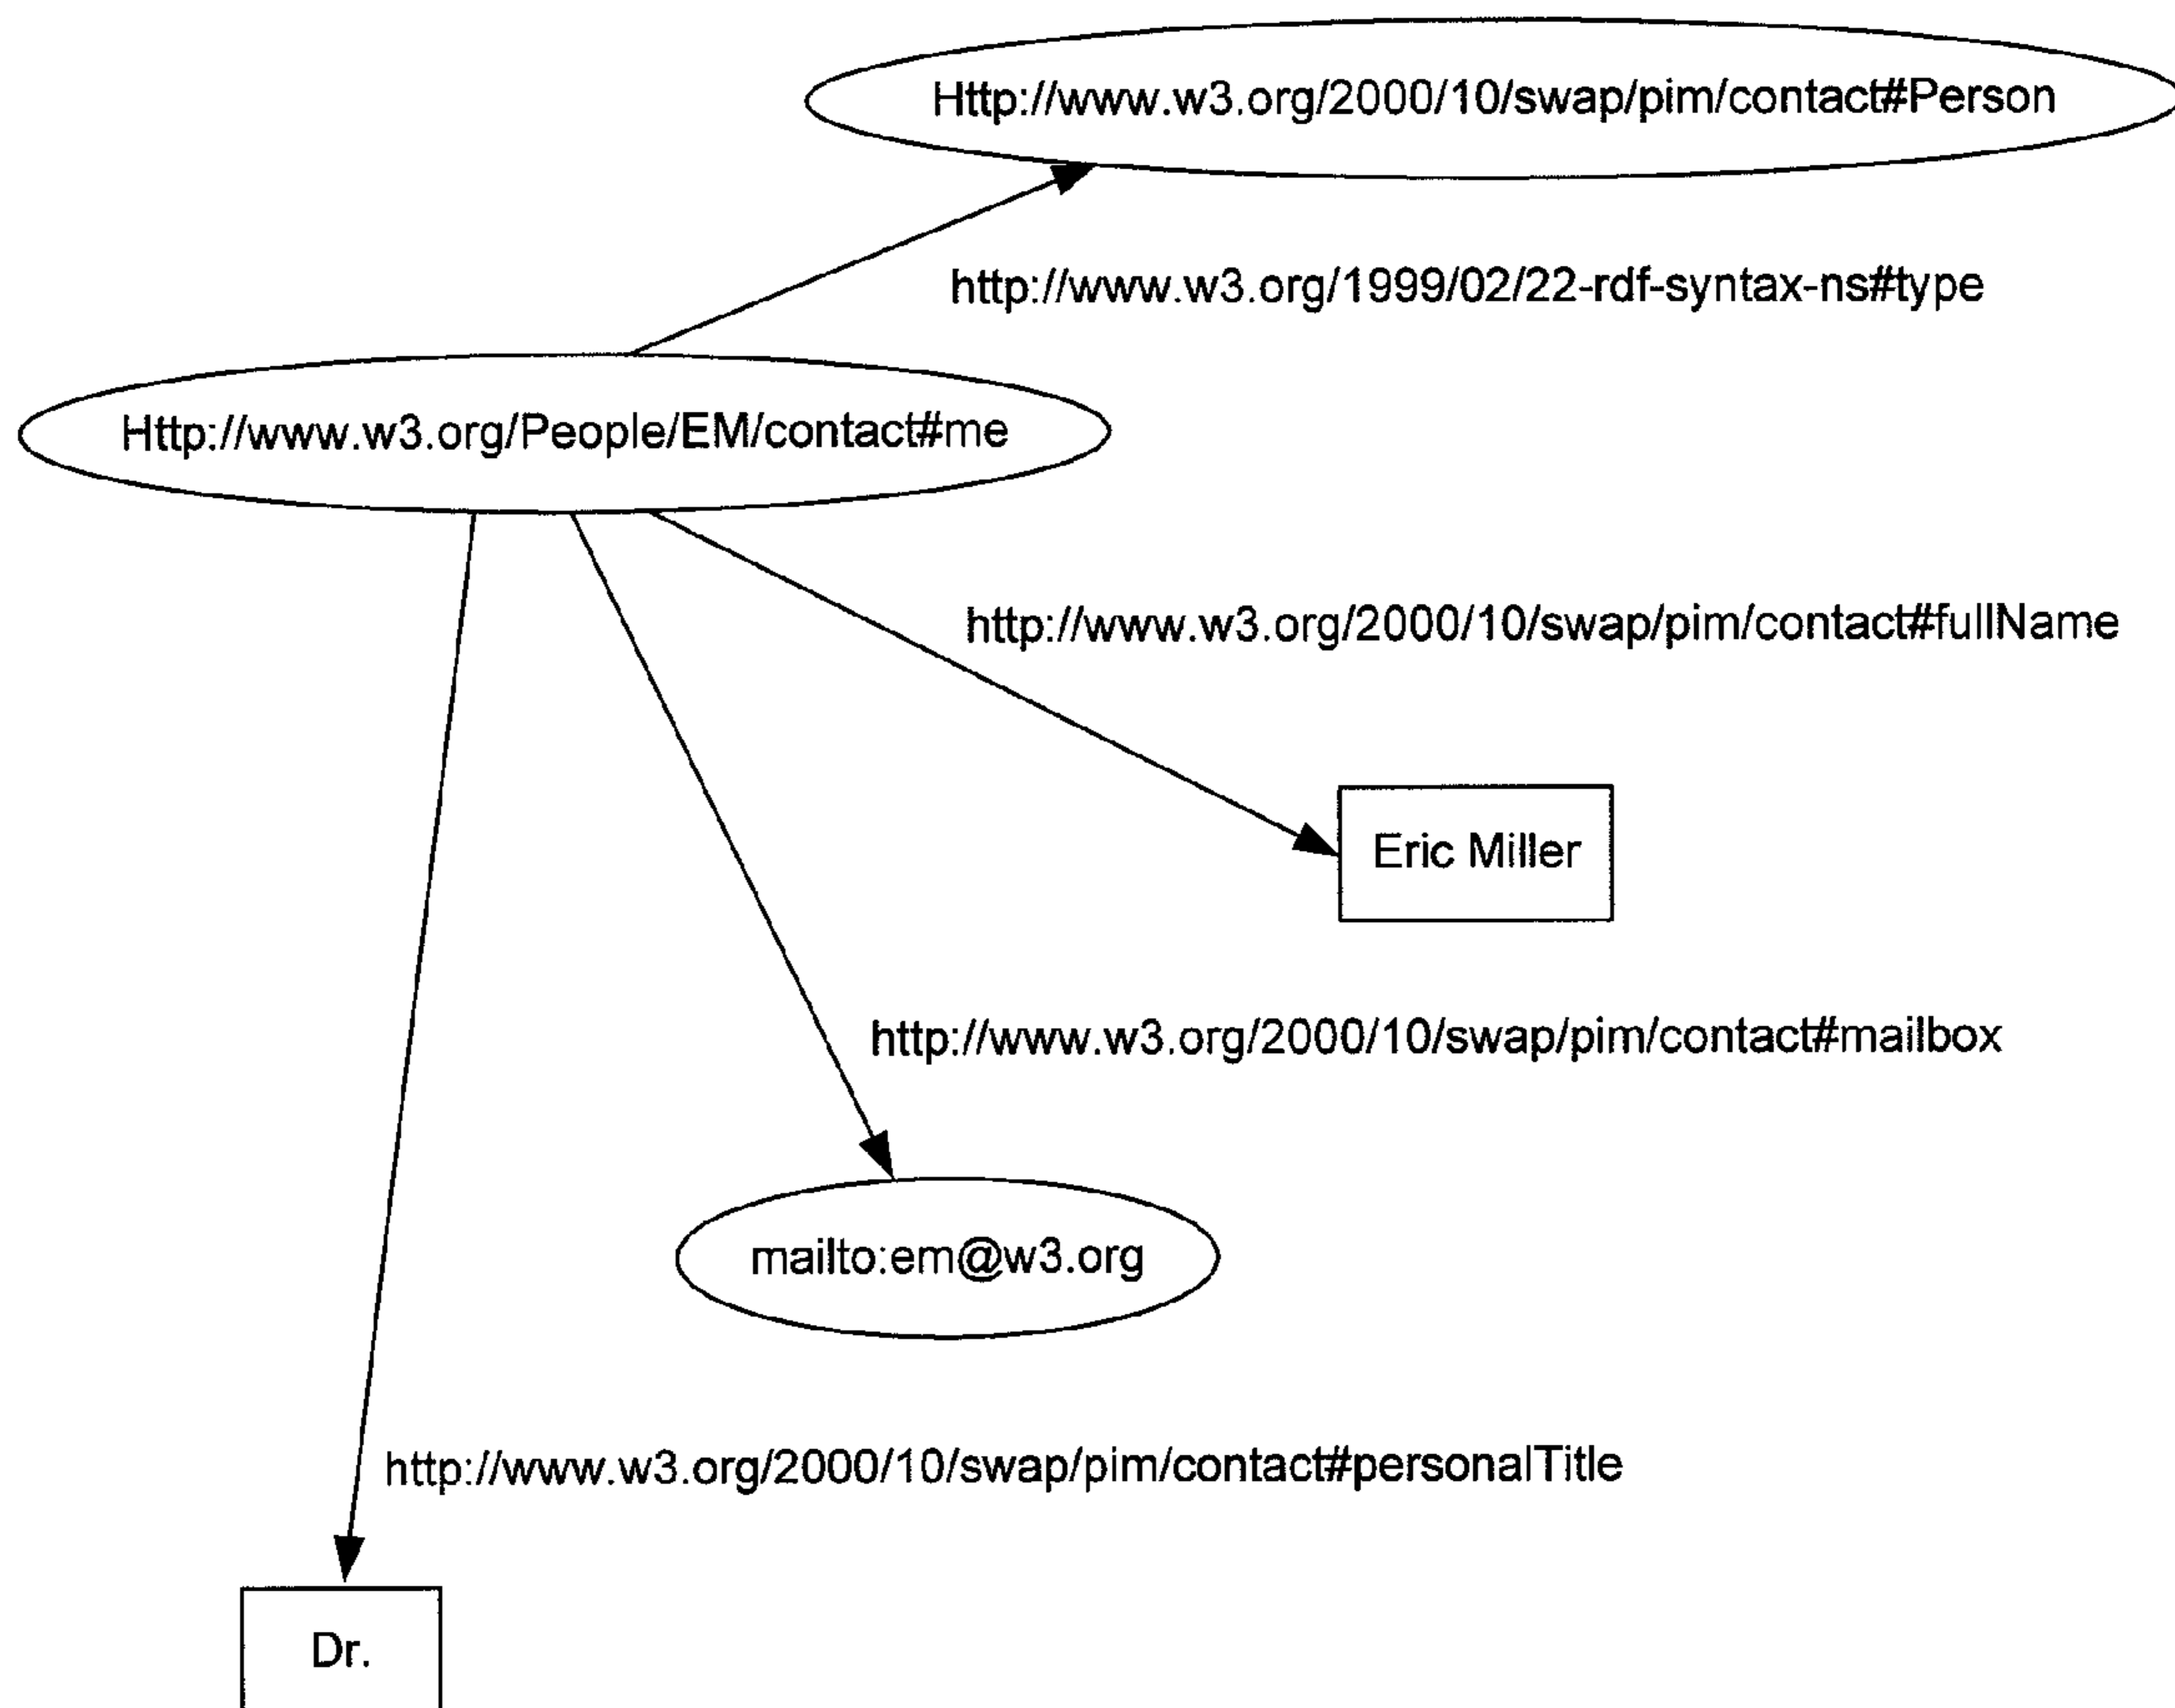 Http://www.w3.org/2000/10/swap/pim/contact#Person
http://www.w3.org/1999/02/22-rdf-syntax-ns#type
Http://www.w3.org/People/EM/contact#me
http://www.w3.org/2000/10/swap/pim/contact#fullName
Eric Miller
http://www.w3.org/2000/10/swap/pim/contact#mailbox
mailto:em@w3.org
http://www.w3.org/2000/10/swap/pim/contact#personalTitle
Dr.